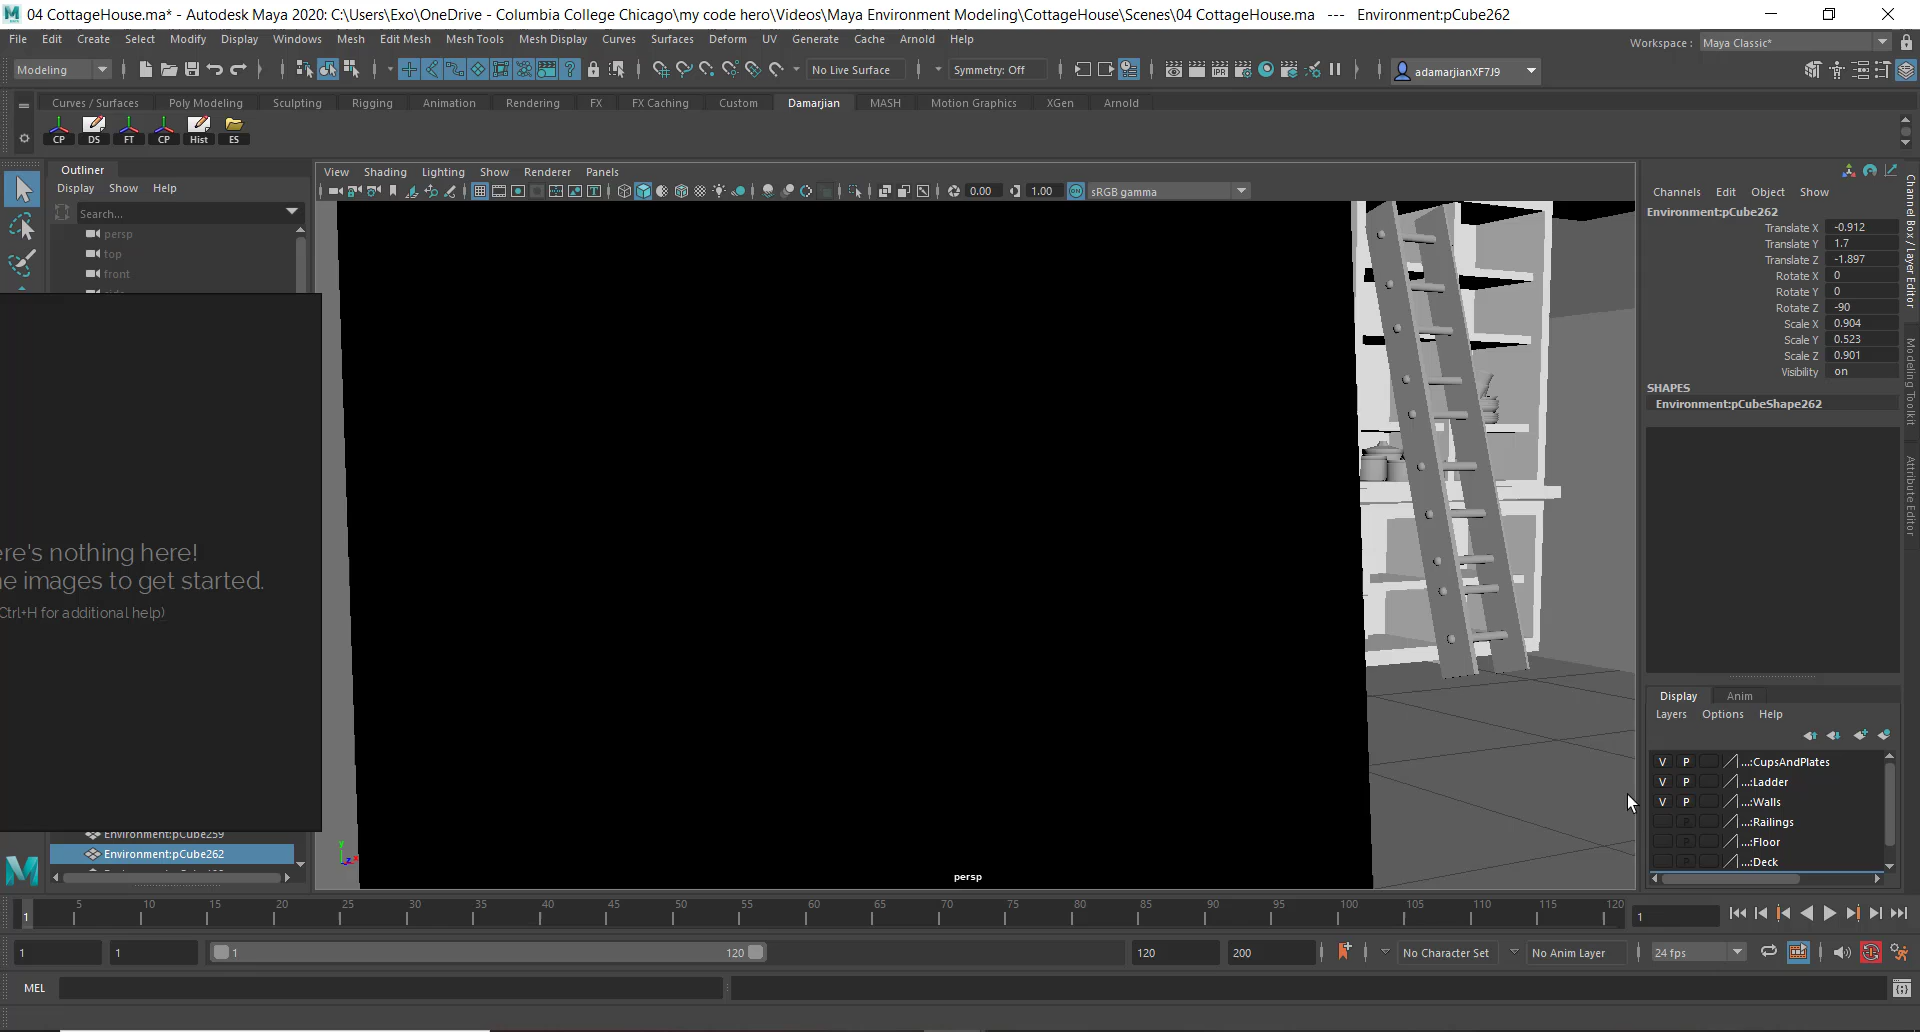 04 CottageHouse.ma* - Autodesk Maya 2020: C:\Users\Exo\OneDrive - Columbia College Chicago\my code hero\Videos\Maya Environment Modeling\CottageHouse\Scenes\04 CottageHouse.ma --- Environment:pCube262
File Edit Create Select Modify Display Windows Mesh Edit Mesh Mesh Tools Mesh Display Curves Surfaces Deform UV Generate Cache Arnold Help
Workspace : Maya Classic*
Modeling
No Live Surface
Symmetry: Off
IPR
adamarjianXF7J9
Curves / Surfaces Poly Modeling Sculpting Rigging Animation Rendering FX FX Caching Custom Damarjian MASH Motion Graphics XGen Arnold
CP DS FT CP Hist ES
Outliner
Display Show Help
Search...
persp
top
front
ere's nothing here!
e images to get started.
Ctrl+H for additional help)
Environment:pCube259
Environment:pCube262
View Shading Lighting Show Renderer Panels
0.00 1.00 ON sRGB gamma
y
z x
persp
Channels Edit Object Show
Environment:pCube262
Translate X -0.912
Translate Y 1.7
Translate Z -1.897
Rotate X 0
Rotate Y 0
Rotate Z -90
Scale X 0.904
Scale Y 0.523
Scale Z 0.901
Visibility on
SHAPES
Environment:pCubeShape262
Channel Box / Layer Editor
Modeling Toolkit
Attribute Editor
Display Anim
Layers Options Help
V P ...:CupsAndPlates
V P ...:Ladder
V P ...:Walls
P ...:Railings
P ...:Floor
P ...:Deck
1 5 10 15 20 25 30 35 40 45 50 55 60 65 70 75 80 85 90 95 100 105 110 115 120
1
1 1 1 120 120 200
No Character Set
No Anim Layer
24 fps
MEL